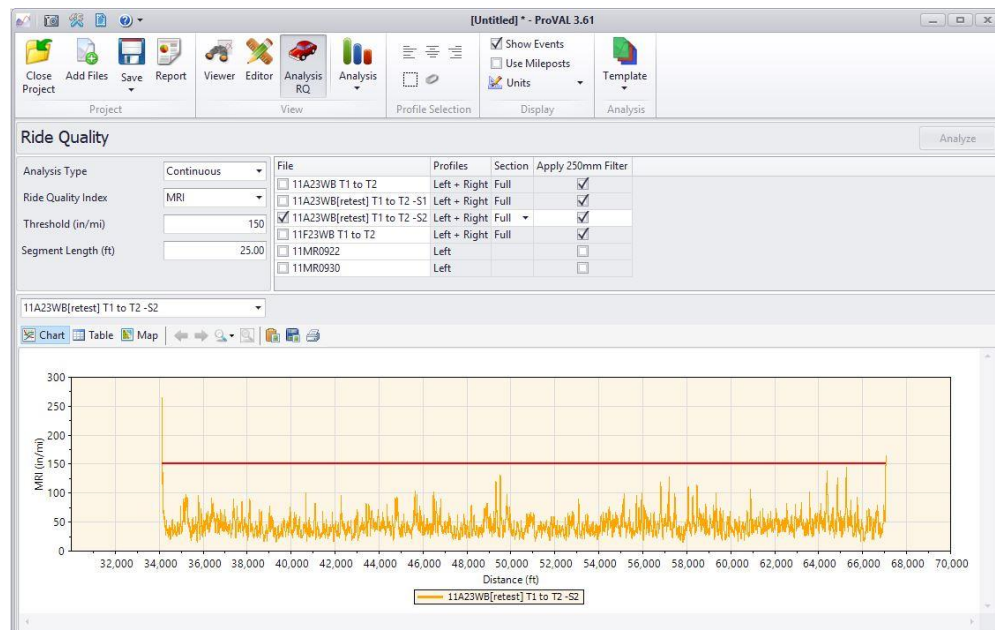 [Untitled] * - ProVAL 3.61
Close Project
Add Files
Save
Report
Viewer
Editor
Analysis RQ
Analysis
Show Events
Use Mileposts
Units
Template
Project
View
Profile Selection
Display
Analysis
Ride Quality
Analyze
Analysis Type Continuous
Ride Quality Index MRI
Threshold (in/mi) 150
Segment Length (ft) 25.00
File Profiles Section Apply 250mm Filter
11A23WB T1 to T2 Left + Right Full
11A23WB[retest] T1 to T2 -S1 Left + Right Full
11A23WB[retest] T1 to T2 -S2 Left + Right Full
11F23WB T1 to T2 Left + Right Full
11MR0922 Left
11MR0930 Left
11A23WB[retest] T1 to T2 -S2
Chart Table Map
300
250
200
150
100
50
0
MRI (in/mi)
32,000 34,000 36,000 38,000 40,000 42,000 44,000 46,000 48,000 50,000 52,000 54,000 56,000 58,000 60,000 62,000 64,000 66,000 68,000 70,000
Distance (ft)
11A23WB[retest] T1 to T2 -S2